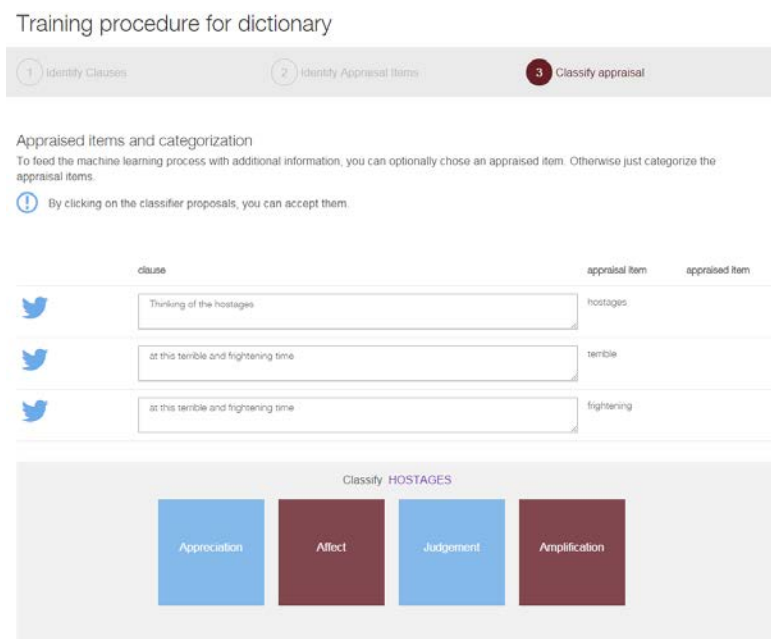 Training procedure for dictionary
1 Identify Clauses 2 Identify Appraisal Items 3 Classify appraisal
Appraised items and categorization
To feed the machine learning process with additional information, you can optionally chose an appraised item. Otherwise just categorize the
appraisal items.
By clicking on the classifier proposals, you can accept them.
clause appraisal item appraised item
Thinking of the hostages hostages
at this terrible and frightening time terrible
at this terrible and frightening time frightening
Classify HOSTAGES
Appreciation Affect Judgement Amplification